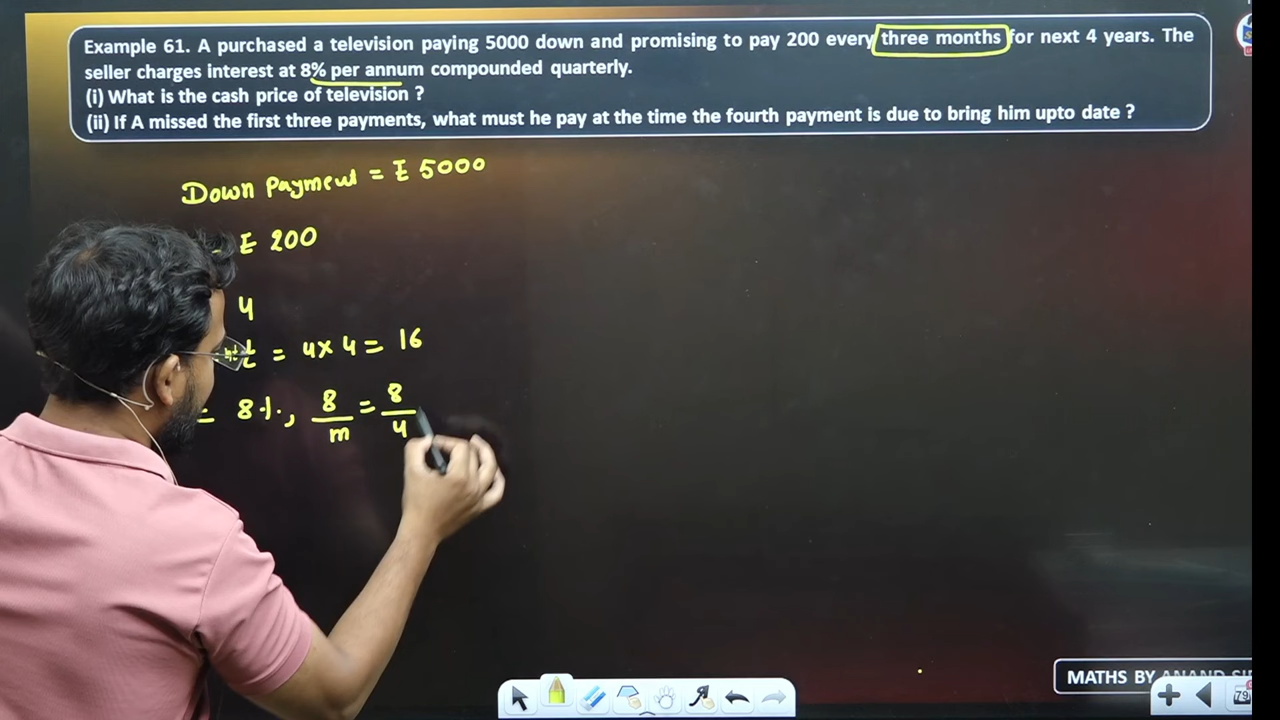 Example 61. A purchased a television paying 5000 down and promising to pay 200 every three months for next 4 years. The
seller charges interest at 8% per annum compounded quarterly.
(i) What is the cash price of television ?
(ii) If A missed the first three payments, what must he pay at the time the fourth payment is due to bring him upto date ?
Down Payment = ₹ 5000
₹ 200
4
= 4 x 4 = 16
= 8%, 8/m = 8/4
MATHS BY ANAND